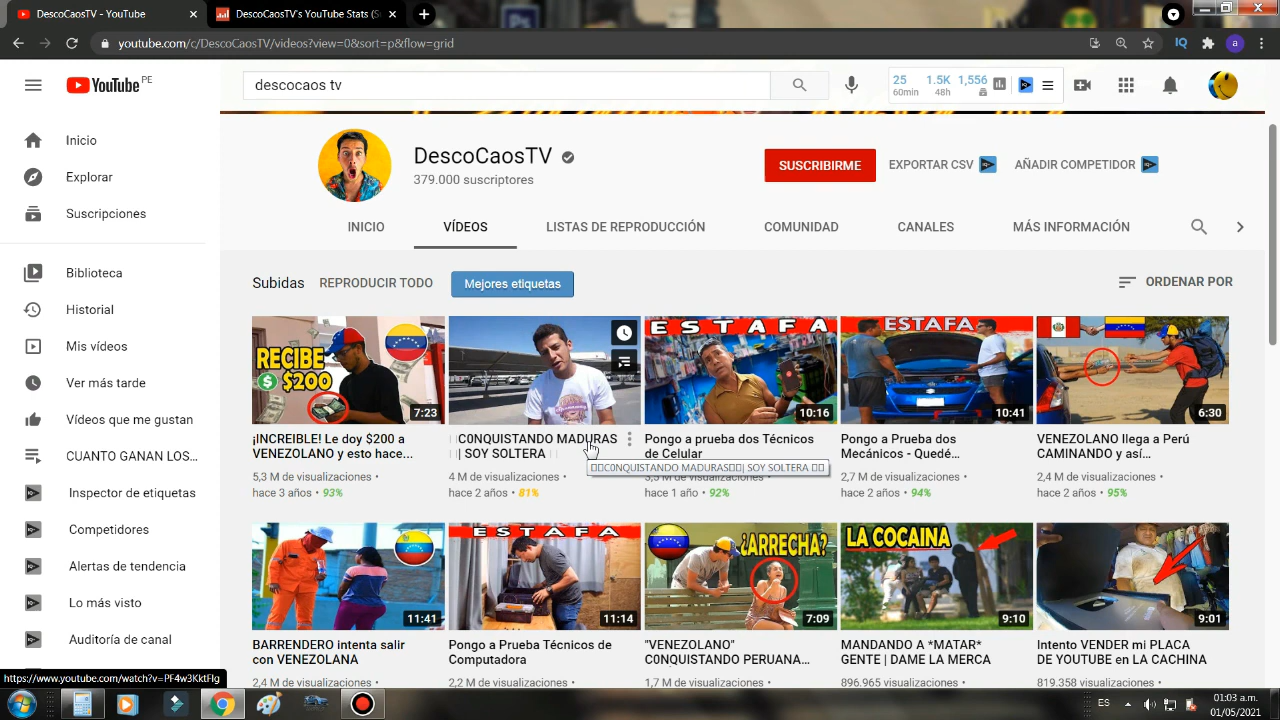 DescoCaosTV - YouTube
DescoCaosTV's YouTube Stats (S
youtube.com/c/DescoCaosTV/videos?view=0&sort=p&flow=grid
YouTube PE
descocaos tv
25
60min
1.5K
48h
1,556
Inicio
Explorar
Suscripciones
Biblioteca
Historial
Mis vídeos
Ver más tarde
Vídeos que me gustan
CUANTO GANAN LOS...
Inspector de etiquetas
Competidores
Alertas de tendencia
Lo más visto
Auditoría de canal
DescoCaosTV
379.000 suscriptores
SUSCRIBIRME
EXPORTAR CSV
AÑADIR COMPETIDOR
INICIO
VÍDEOS
LISTAS DE REPRODUCCIÓN
COMUNIDAD
CANALES
MÁS INFORMACIÓN
Subidas
REPRODUCIR TODO
Mejores etiquetas
ORDENAR POR
RECIBE
$200
7:23
¡INCREIBLE! Le doy $200 a
VENEZOLANO y esto hace...
5,3 M de visualizaciones
hace 3 años • 93%
C0NQUISTANDO MADURAS
| SOY SOLTERA
4 M de visualizaciones
hace 2 años • 81%
C0NQUISTANDO MADURAS | SOY SOLTERA
ESTAFA
10:16
Pongo a prueba dos Técnicos
de Celular
hace 1 año • 92%
ESTAFA
10:41
Pongo a Prueba dos
Mecánicos - Quedé...
2,7 M de visualizaciones
hace 2 años • 94%
6:30
VENEZOLANO llega a Perú
CAMINANDO y así...
2,4 M de visualizaciones
hace 2 años • 95%
11:41
BARRENDERO intenta salir
con VENEZOLANA
2,4 M de visualizaciones
ESTAFA
11:14
Pongo a Prueba Técnicos de
Computadora
2,2 M de visualizaciones
¿ARRECHA?
7:09
"VENEZOLANO"
C0NQUISTANDO PERUANA...
1,7 M de visualizaciones
LA COCAINA
9:10
MANDANDO A *MATAR*
GENTE | DAME LA MERCA
896.965 visualizaciones
9:01
Intento VENDER mi PLACA
DE YOUTUBE en LA CACHINA
819.358 visualizaciones
https://www.youtube.com/watch?v=PF4w3KktFIg
ES
01:03 a.m.
01/05/2021